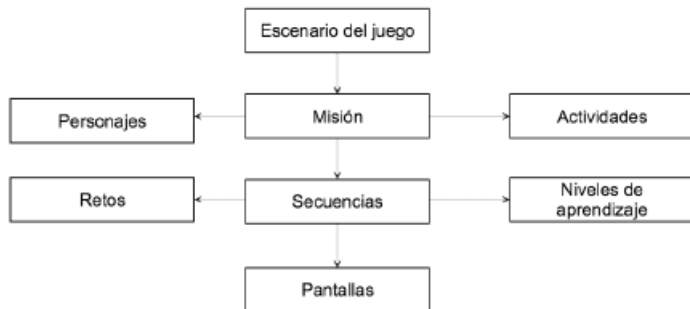 Escenario del juego
Personajes
Misión
Actividades
Retos
Secuencias
Niveles de
aprendizaje
Pantallas